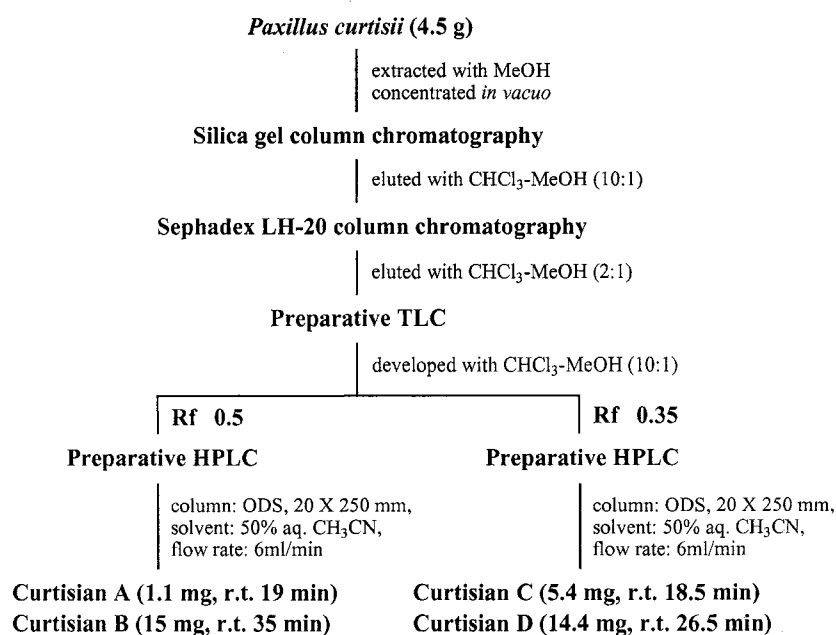 Paxillus curtisii (4.5 g)
extracted with MeOH
concentrated in vacuo
Silica gel column chromatography
eluted with CHCl₃-MeOH (10:1)
Sephadex LH-20 column chromatography
eluted with CHCl₃-MeOH (2:1)
Preparative TLC
developed with CHCl₃-MeOH (10:1)
Rf 0.5
Preparative HPLC
column: ODS, 20 X 250 mm,
solvent: 50% aq. CH₃CN,
flow rate: 6ml/min
Curtisian A (1.1 mg, r.t. 19 min)
Curtisian B (15 mg, r.t. 35 min)
Rf 0.35
Preparative HPLC
column: ODS, 20 X 250 mm,
solvent: 50% aq. CH₃CN,
flow rate: 6ml/min
Curtisian C (5.4 mg, r.t. 18.5 min)
Curtisian D (14.4 mg, r.t. 26.5 min)